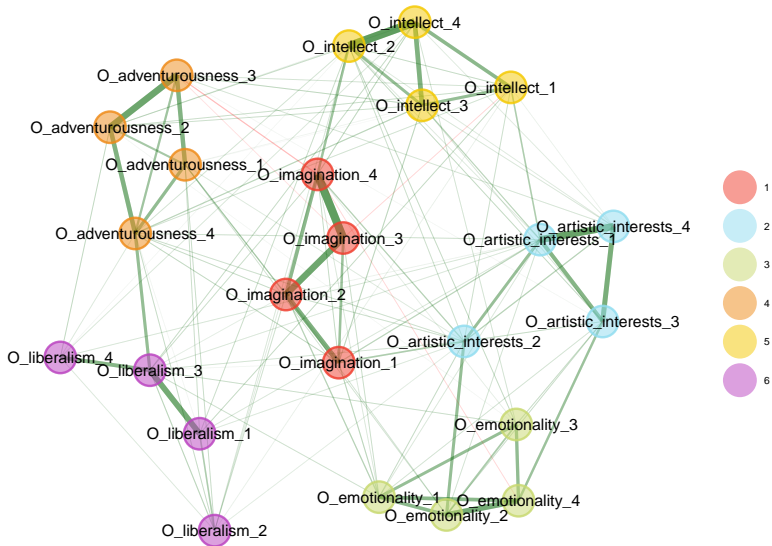 O_intellect_4
O_intellect_2
O_adventurousness_3
O_intellect_1
O_intellect_3
O_adventurousness_2
O_adventurousness_1
O_imagination_4
O_artistic_interests_4
O_adventurousness_4
O_imagination_3
O_artistic_interests_1
O_imagination_2
O_artistic_interests_3
O_artistic_interests_2
O_liberalism_4
O_imagination_1
O_liberalism_3
O_emotionality_3
O_liberalism_1
O_emotionality_1
O_emotionality_4
O_emotionality_2
O_liberalism_2
1
2
3
4
5
6